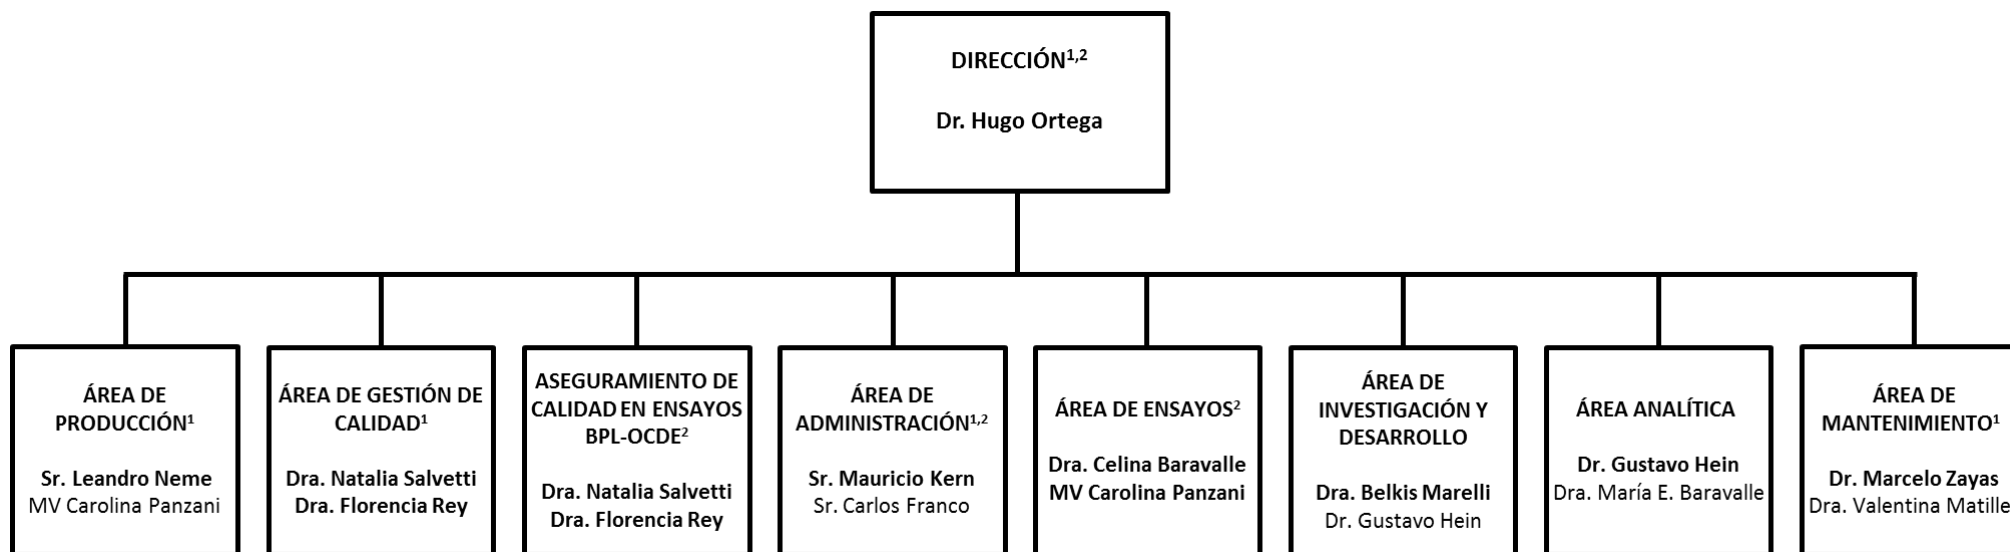 DIRECCIÓN1,2
Dr. Hugo Ortega
ÁREA DE
PRODUCCIÓN1
Sr. Leandro Neme
MV Carolina Panzani
ÁREA DE GESTIÓN DE
CALIDAD1
Dra. Natalia Salvetti
Dra. Florencia Rey
ASEGURAMIENTO DE
CALIDAD EN ENSAYOS
BPL-OCDE2
Dra. Natalia Salvetti
Dra. Florencia Rey
ÁREA DE
ADMINISTRACIÓN1,2
Sr. Mauricio Kern
Sr. Carlos Franco
ÁREA DE ENSAYOS2
Dra. Celina Baravalle
MV Carolina Panzani
ÁREA DE
INVESTIGACIÓN Y
DESARROLLO
Dra. Belkis Marelli
Dr. Gustavo Hein
ÁREA ANALÍTICA
Dr. Gustavo Hein
Dra. María E. Baravalle
ÁREA DE
MANTENIMIENTO1
Dr. Marcelo Zayas
Dra. Valentina Matille